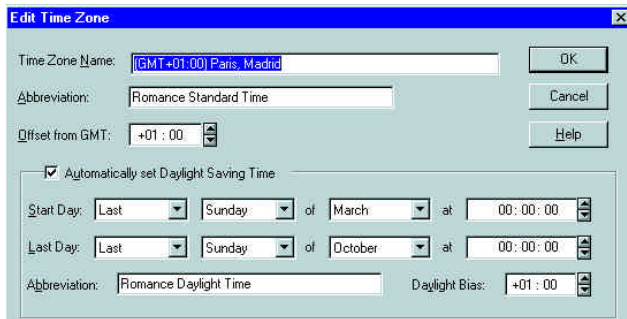 Edit Time Zone
Time Zone Name: (GMT+01:00) Paris, Madrid OK
Abbreviation: Romance Standard Time Cancel
Offset from GMT: +01 : 00 Help
Automatically set Daylight Saving Time
Start Day: Last Sunday of March at 00:00:00
Last Day: Last Sunday of October at 00:00:00
Abbreviation: Romance Daylight Time Daylight Bias: +01 : 00